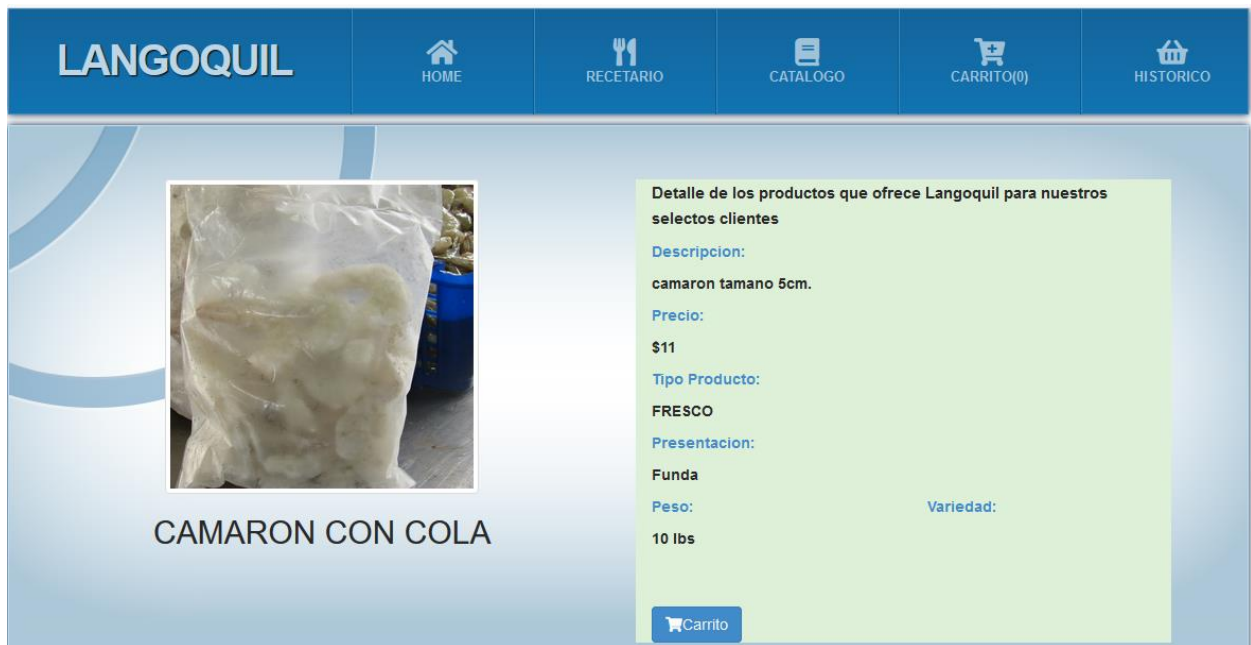 LANGOQUIL
HOME
RECETARIO
CATALOGO
CARRITO(0)
HISTORICO
Detalle de los productos que ofrece Langoquil para nuestros
selectos clientes
Descripcion:
camaron tamano 5cm.
Precio:
$11
Tipo Producto:
FRESCO
Presentacion:
Funda
Peso: Variedad:
10 lbs
Carrito
CAMARON CON COLA